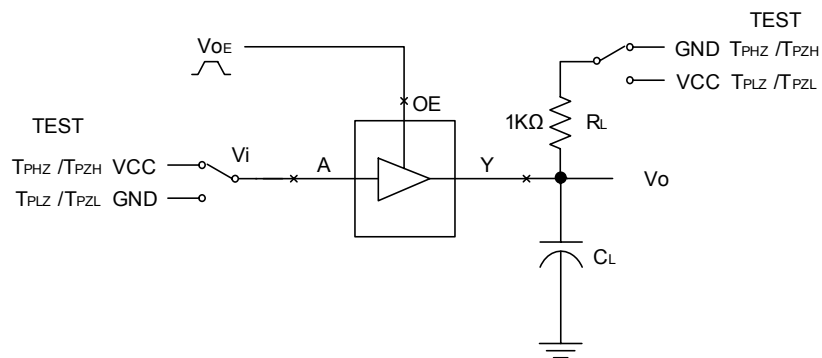 TEST
VOE
GND TPHZ /TPZH
VCC TPLZ /TPZL
OE
1KΩ RL
TEST
TPHZ /TPZH VCC
Vi
A
Y
Vo
TPLZ /TPZL GND
CL